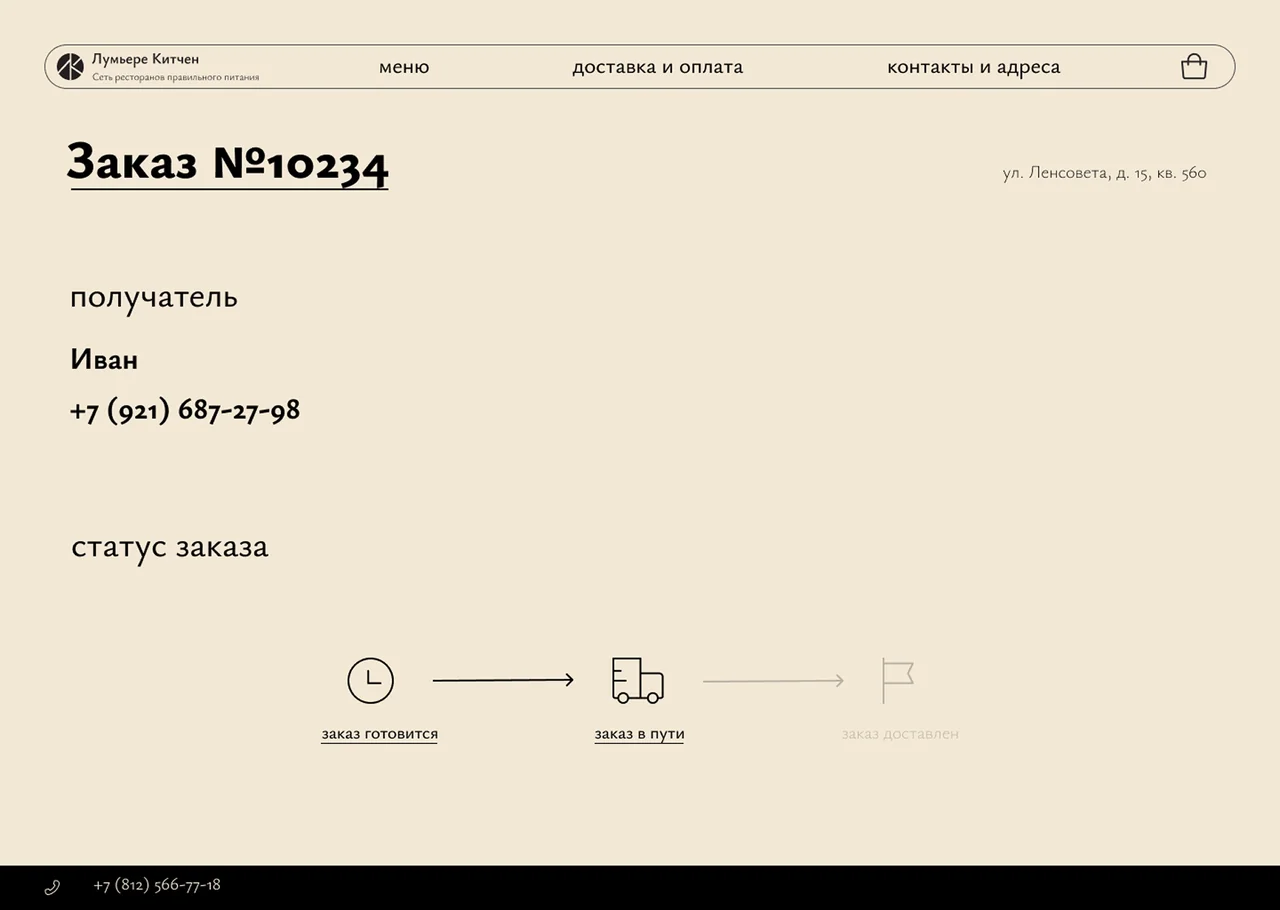 Лумьере Китчен
Сеть ресторанов правильного питания
меню
доставка и оплата
контакты и адреса
Заказ №10234
ул. Ленсовета, д. 15, кв. 560
получатель
Иван
+7 (921) 687-27-98
статус заказа
заказ готовится
заказ в пути
заказ доставлен
+7 (812) 566-77-18